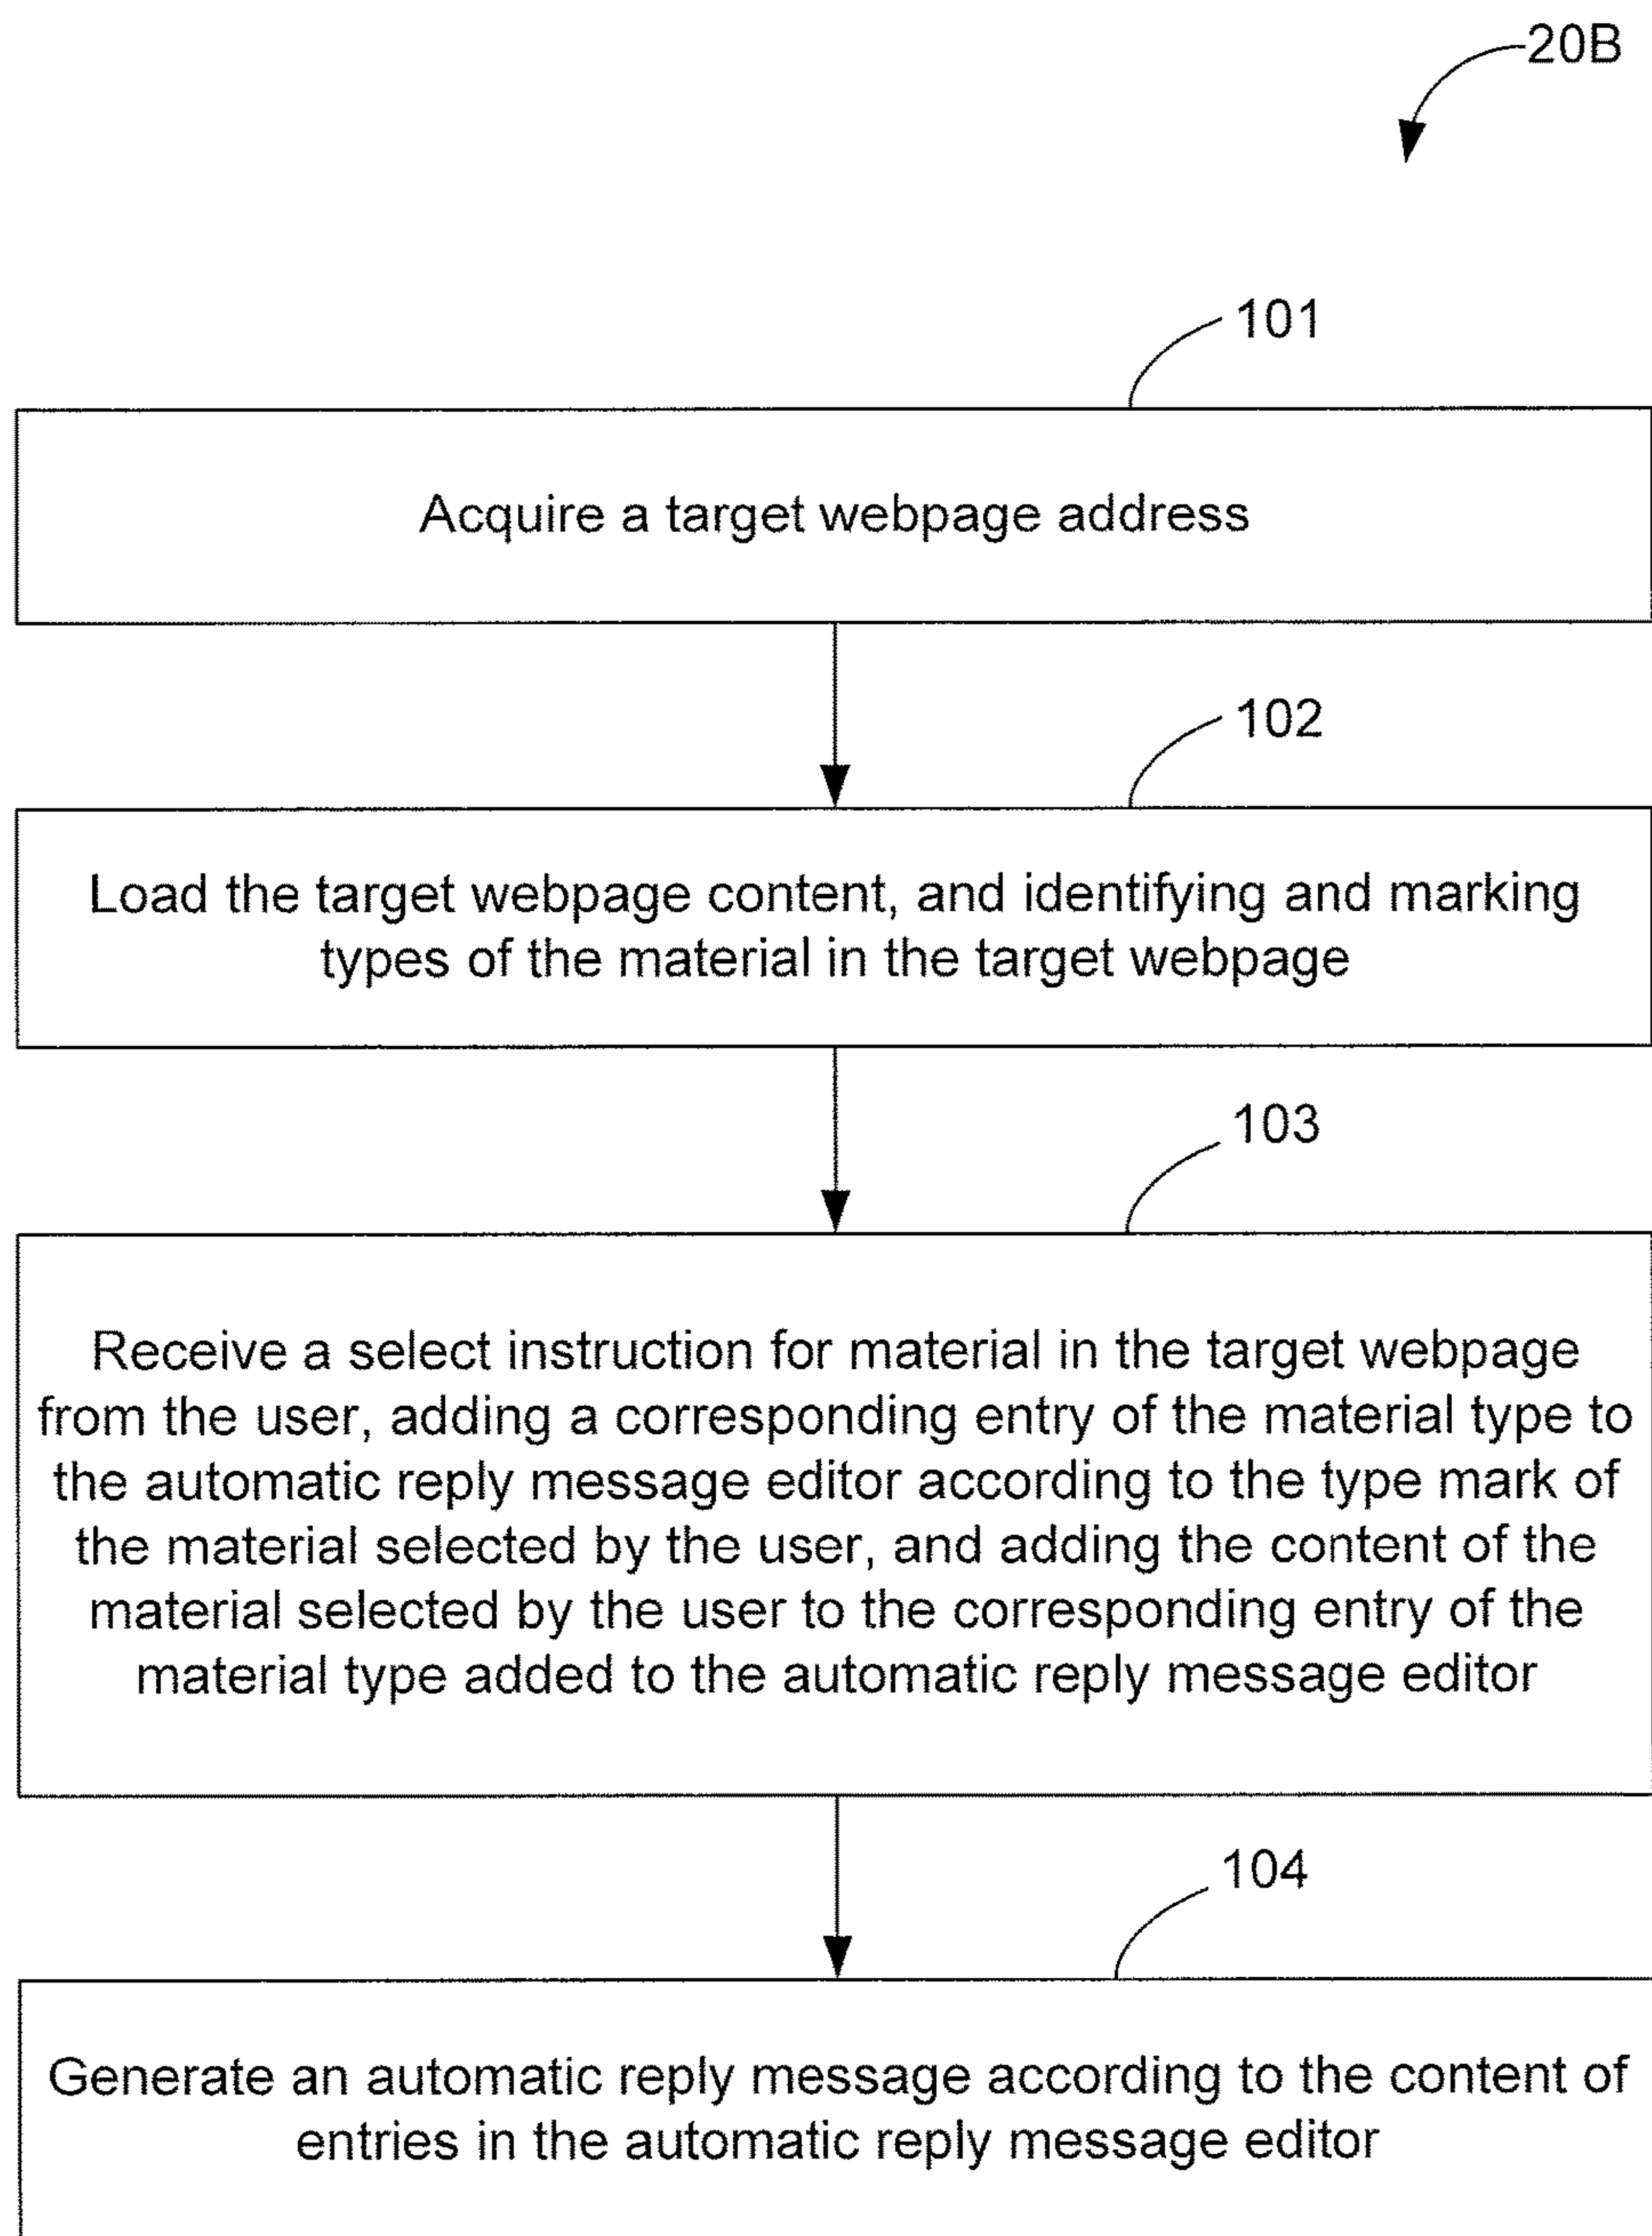 20B
101
Acquire a target webpage address
102
Load the target webpage content, and identifying and marking
types of the material in the target webpage
103
Receive a select instruction for material in the target webpage
from the user, adding a corresponding entry of the material type to
the automatic reply message editor according to the type mark of
the material selected by the user, and adding the content of the
material selected by the user to the corresponding entry of the
material type added to the automatic reply message editor
104
Generate an automatic reply message according to the content of
entries in the automatic reply message editor